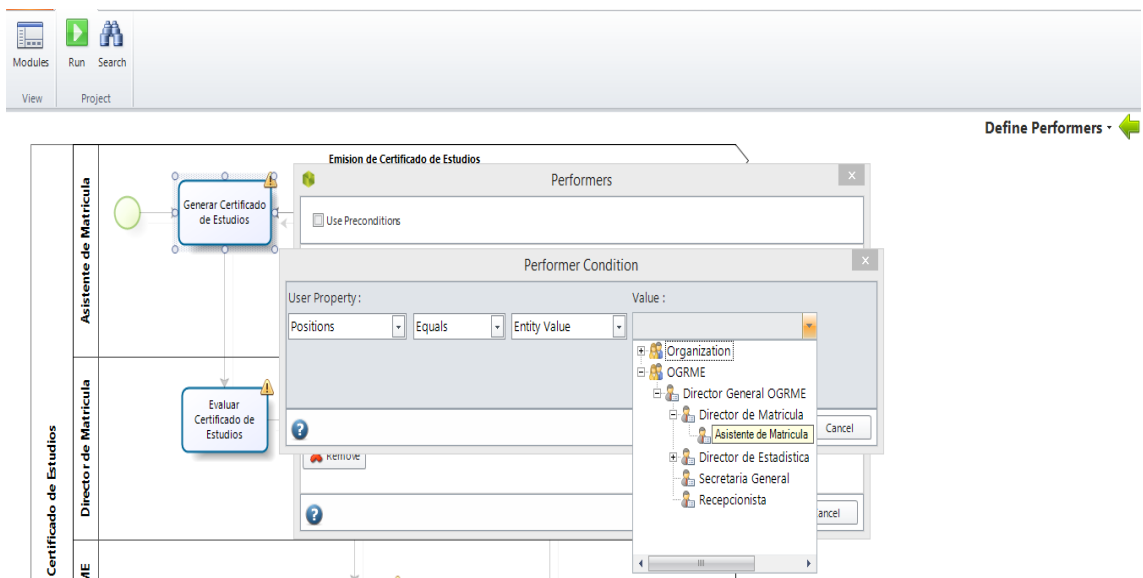 Modules
Run
Search
View
Project
Define Performers
Emision de Certificado de Estudios
Asistente de Matricula
Generar Certificado
de Estudios
Performers
x
Use Preconditions
Performer Condition
x
User Property :
Value :
Positions
Equals
Entity Value
Organization
OGRME
Director General OGRME
Director de Matricula
Asistente de Matricula
Director de Estadistica
Secretaria General
Recepcionista
Cancel
Remove
ancel
Certificado de Estudios
Director de Matricula
Evaluar
Certificado de
Estudios
ME